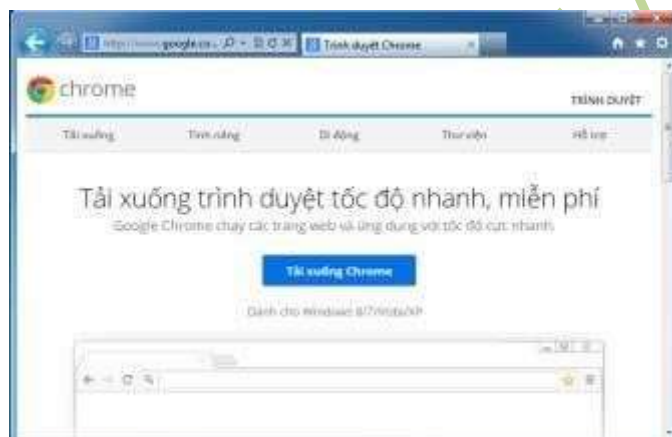 google.co
Trình duyệt Chrome
chrome
TRÌNH DUYỆT
Tải xuống Tính năng Di động Thư viện Hỗ trợ
Tải xuống trình duyệt tốc độ nhanh, miễn phí
Google Chrome chạy các trang web và ứng dụng với tốc độ cực nhanh.
Tải xuống Chrome
Dành cho Windows 8/7/Vista/XP